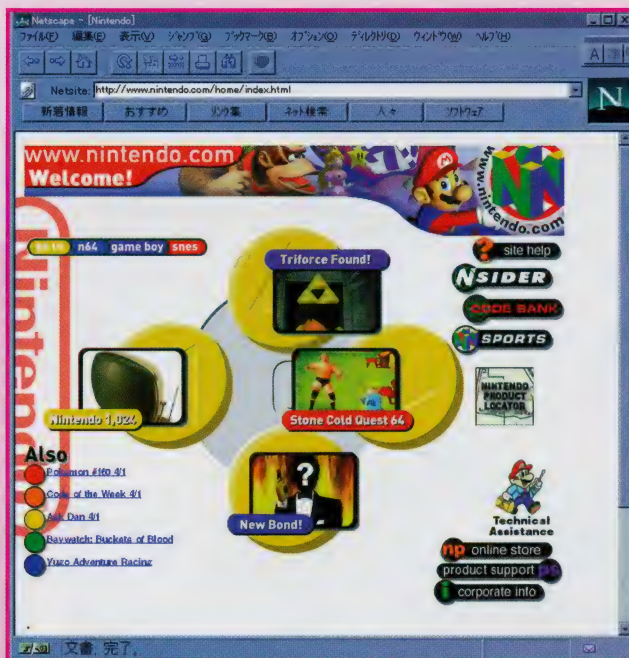 Netscape - [Nintendo]
ファイル(F) 編集(E) 表示(V) ジャンプ(G) ブックマーク(B) オプション(O) ディレクトリ(D) ウィンドウ(W) ヘルプ(H)
Netsite: http://www.nintendo.com/home/index.html
新着情報 おすすめ リンク集 ネット検索 人々 ソフトウェア
www.nintendo.com
Welcome!
www.nintendo.com
Nintendo
n64 game boy snes
Triforce Found!
Nintendo 1,024
Stone Cold Quest 64
New Bond!
site help
NSIDER
CODE BANK
SPORTS
NINTENDO
PRODUCT
LOCATOR
Also
Pokemon #160 4/1
Code of the Week 4/1
Ask Dan 4/1
Baywatch: Buckets of Blood
Yuzo Adventure Racing
Technical
Assistance
np online store
product support ps
i corporate info
文書. 完了.